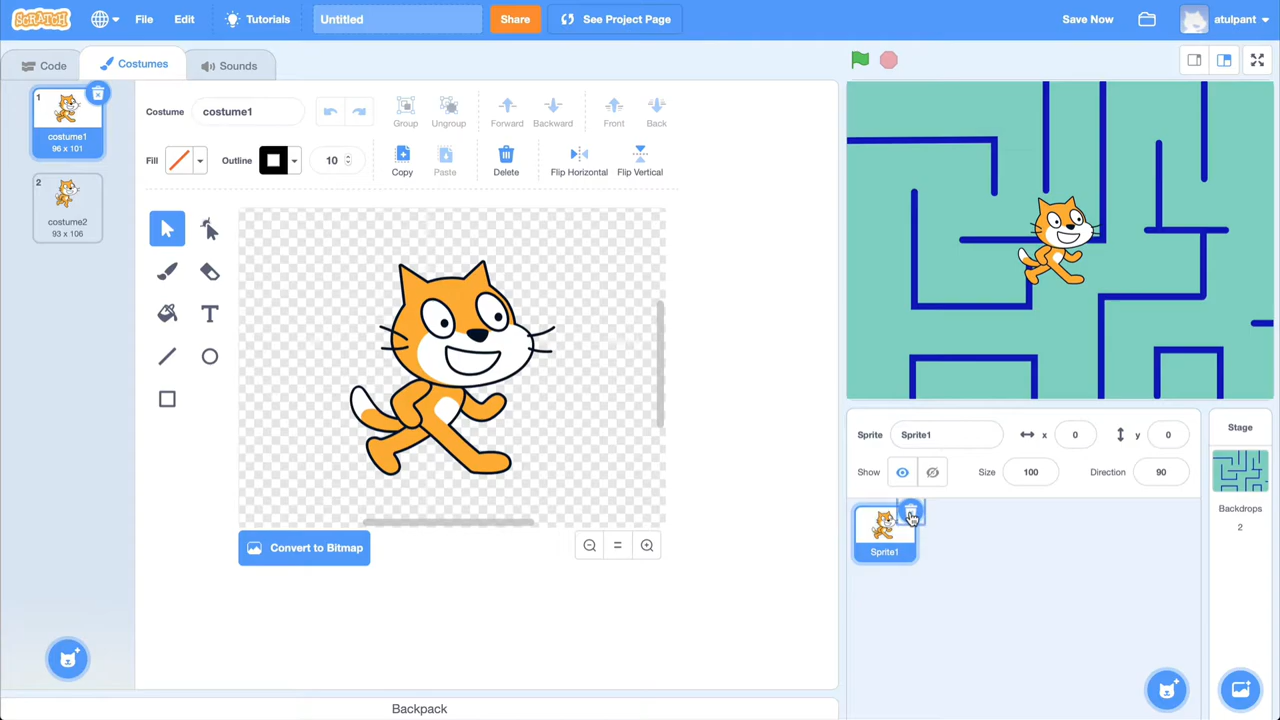 SCRATCH File Edit Tutorials Untitled Share See Project Page Save Now atulpant
Code Costumes Sounds
1
costume1
96 x 101
2
costume2
93 x 106
Costume costume1 Group Ungroup Forward Backward Front Back
Fill Outline 10 Copy Paste Delete Flip Horizontal Flip Vertical
T
Convert to Bitmap
Backpack
Sprite Sprite1 x 0 y 0
Show Size 100 Direction 90
Sprite1
Stage
Backdrops
2